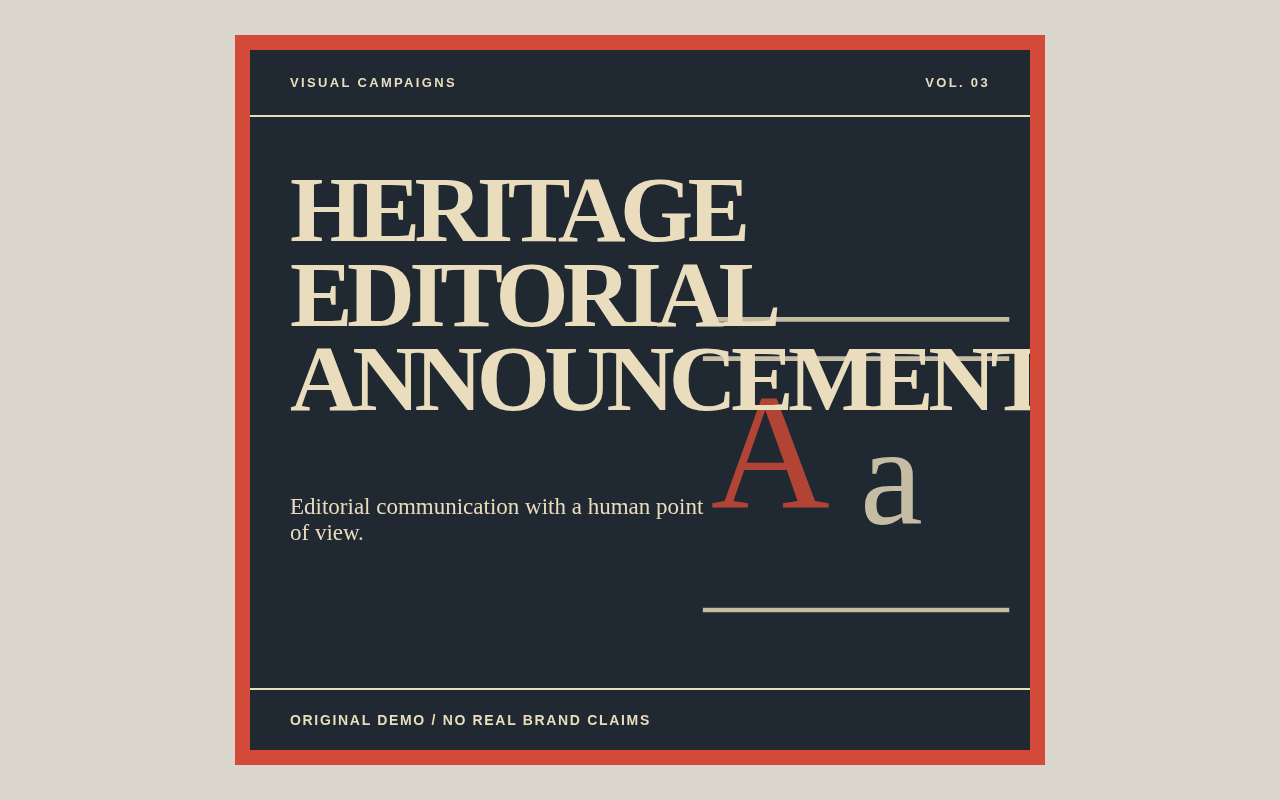 VISUAL CAMPAIGNS
VOL. 03
HERITAGE
EDITORIAL
ANNOUNCEMENT
Editorial communication with a human point
of view.
A a
ORIGINAL DEMO / NO REAL BRAND CLAIMS